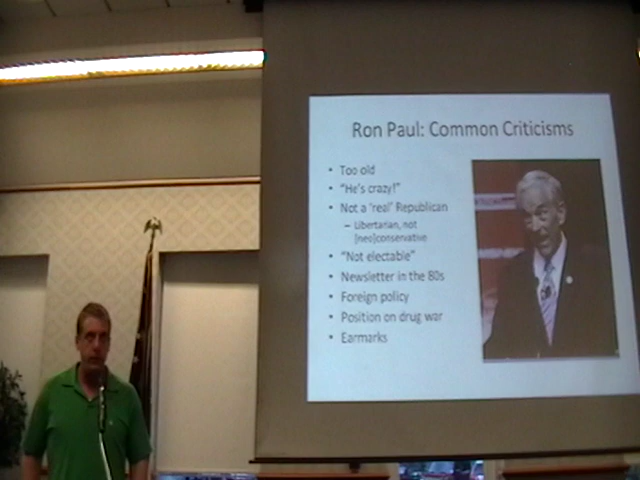 Ron Paul: Common Criticisms
• Too old
• "He's crazy!"
• Not a 'real' Republican
– Libertarian, not
[neo]conservative
• "Not electable"
• Newsletter in the 80s
• Foreign policy
• Position on drug war
• Earmarks